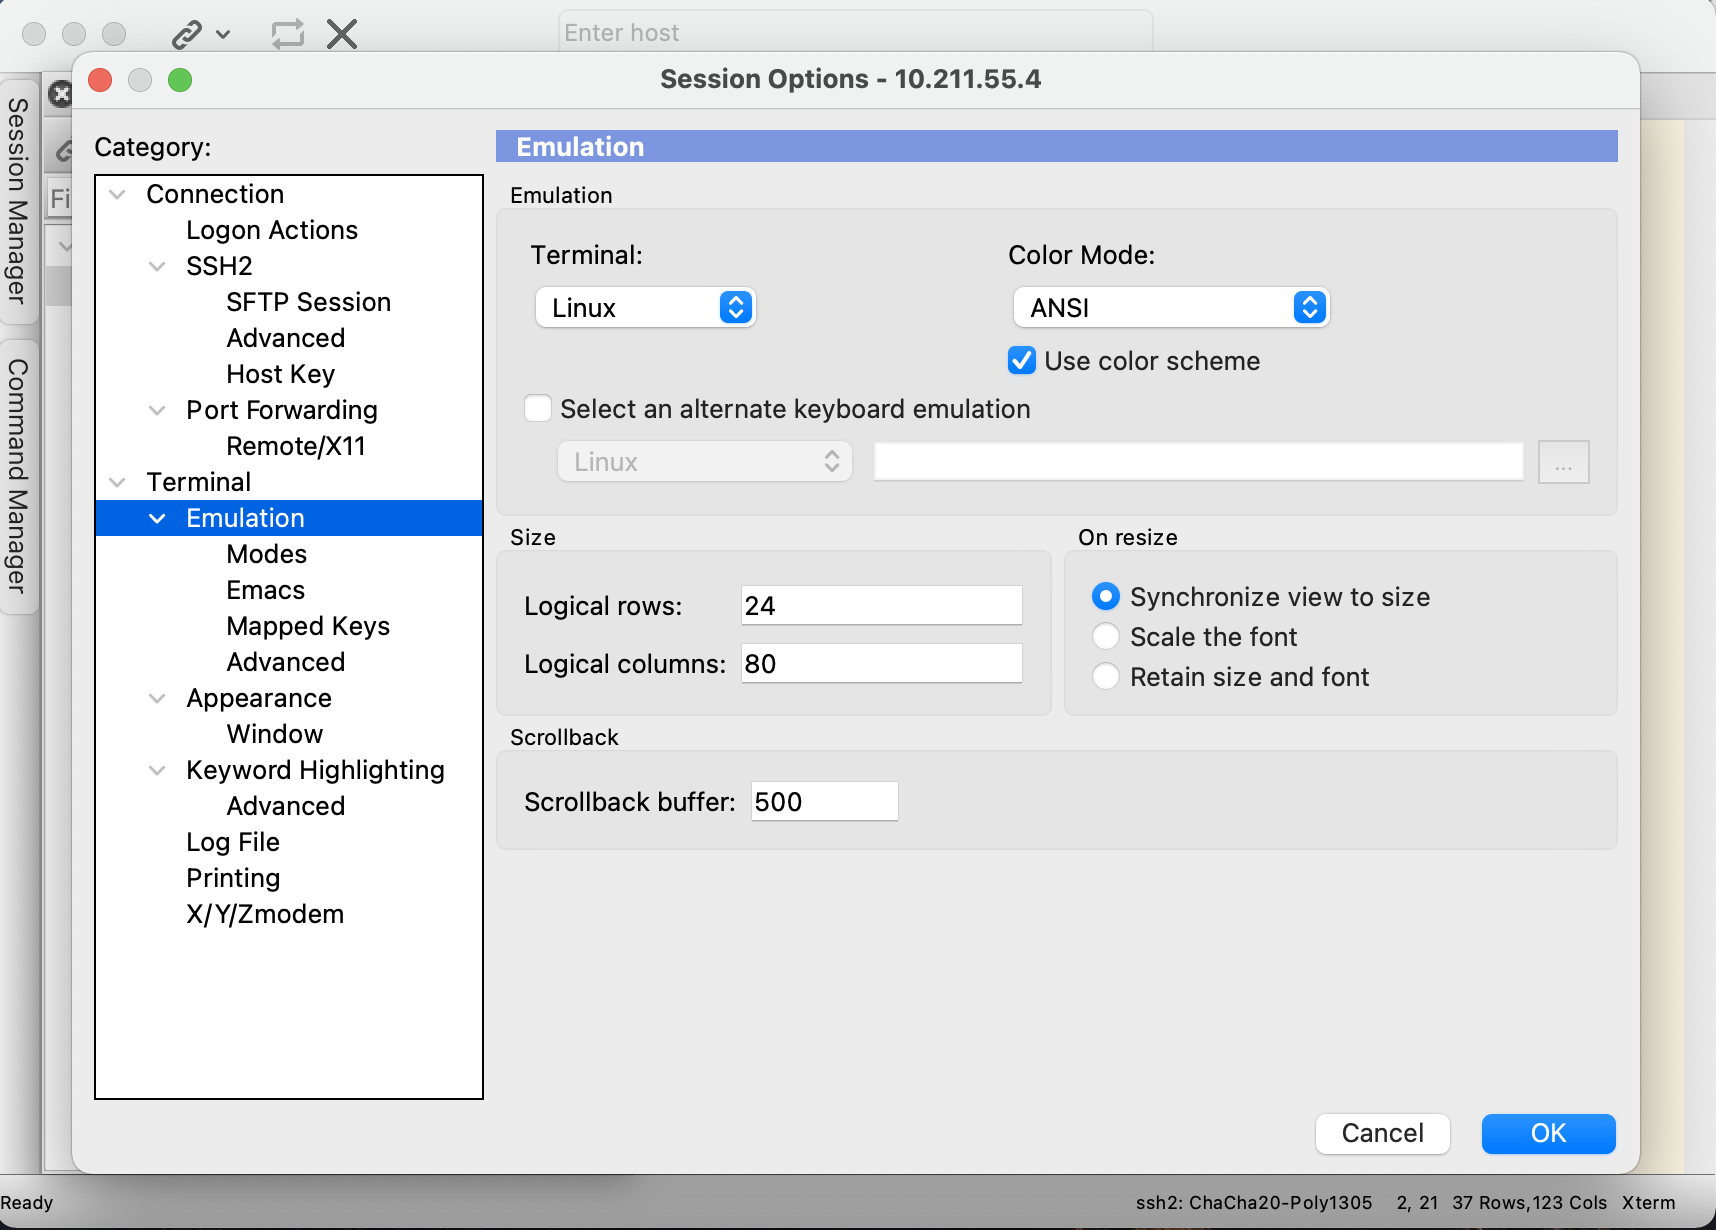 Enter host
Session Options - 10.211.55.4
Session Manager
Command Manager
Fi
Category:
Connection
Logon Actions
SSH2
SFTP Session
Advanced
Host Key
Port Forwarding
Remote/X11
Terminal
Emulation
Modes
Emacs
Mapped Keys
Advanced
Appearance
Window
Keyword Highlighting
Advanced
Log File
Printing
X/Y/Zmodem
Emulation
Emulation
Terminal: Color Mode:
Linux ANSI
Use color scheme
Select an alternate keyboard emulation
Linux ...
Size
Logical rows: 24
Logical columns: 80
On resize
Synchronize view to size
Scale the font
Retain size and font
Scrollback
Scrollback buffer: 500
Cancel OK
Ready ssh2: ChaCha20-Poly1305 2, 21 37 Rows,123 Cols Xterm